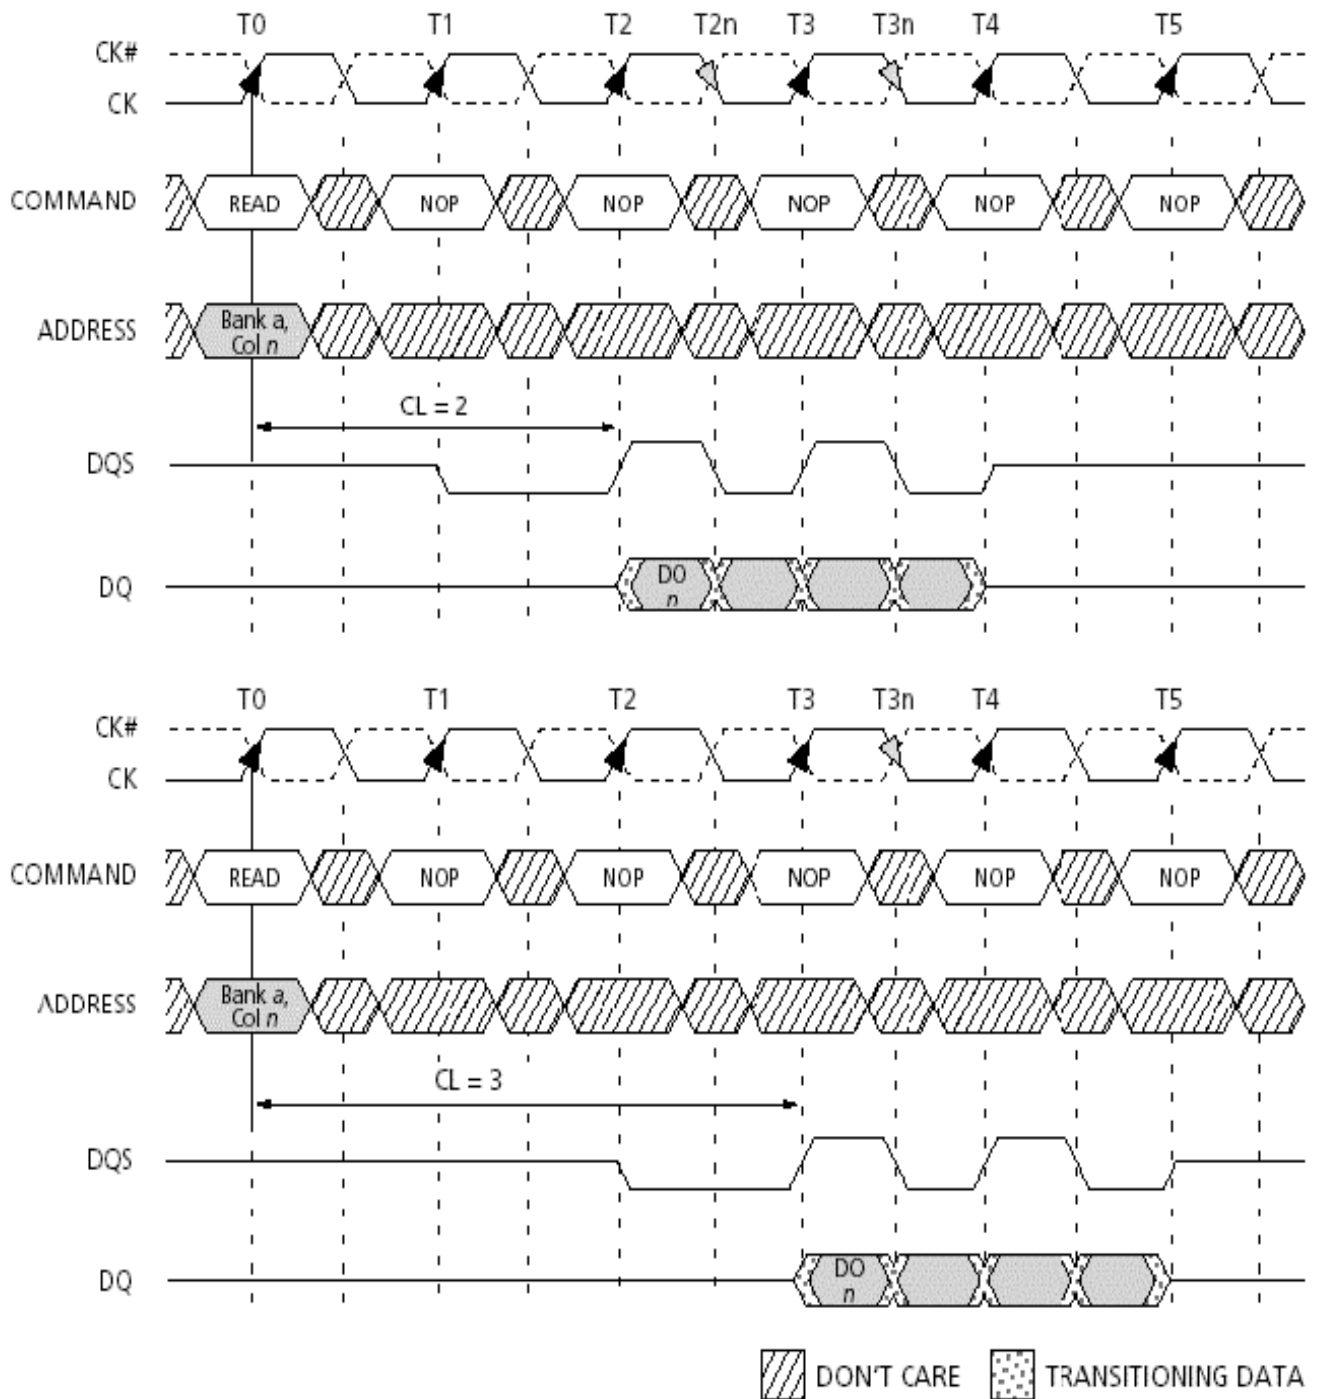 T0 T1 T2 T2n T3 T3n T4 T5
CK#
CK
COMMAND READ NOP NOP NOP NOP NOP
ADDRESS Bank a,
Col n
CL = 2
DQS
DQ DO
n
T0 T1 T2 T3 T3n T4 T5
CK#
CK
COMMAND READ NOP NOP NOP NOP NOP
ADDRESS Bank a,
Col n
CL = 3
DQS
DQ DO
n
DON'T CARE TRANSITIONING DATA